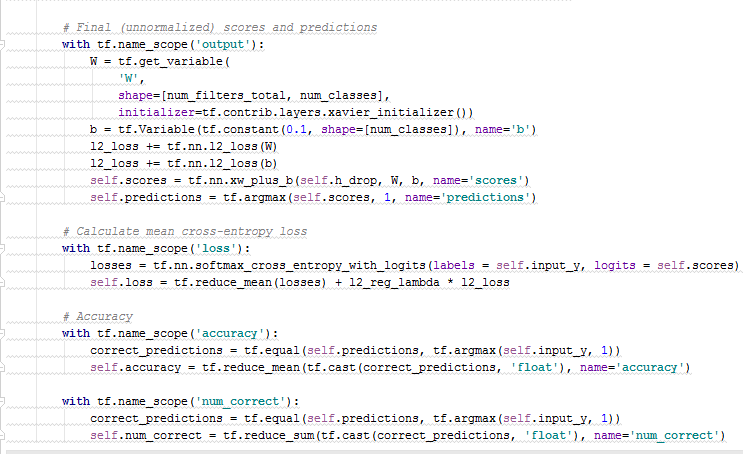 # Final (unnormalized) scores and predictions
with tf.name_scope('output'):
W = tf.get_variable(
'W',
shape=[num_filters_total, num_classes],
initializer=tf.contrib.layers.xavier_initializer())
b = tf.Variable(tf.constant(0.1, shape=[num_classes]), name='b')
l2_loss += tf.nn.l2_loss(W)
l2_loss += tf.nn.l2_loss(b)
self.scores = tf.nn.xw_plus_b(self.h_drop, W, b, name='scores')
self.predictions = tf.argmax(self.scores, 1, name='predictions')
# Calculate mean cross-entropy loss
with tf.name_scope('loss'):
losses = tf.nn.softmax_cross_entropy_with_logits(labels = self.input_y, logits = self.scores)
self.loss = tf.reduce_mean(losses) + l2_reg_lambda * l2_loss
# Accuracy
with tf.name_scope('accuracy'):
correct_predictions = tf.equal(self.predictions, tf.argmax(self.input_y, 1))
self.accuracy = tf.reduce_mean(tf.cast(correct_predictions, 'float'), name='accuracy')
with tf.name_scope('num_correct'):
correct_predictions = tf.equal(self.predictions, tf.argmax(self.input_y, 1))
self.num_correct = tf.reduce_sum(tf.cast(correct_predictions, 'float'), name='num_correct')